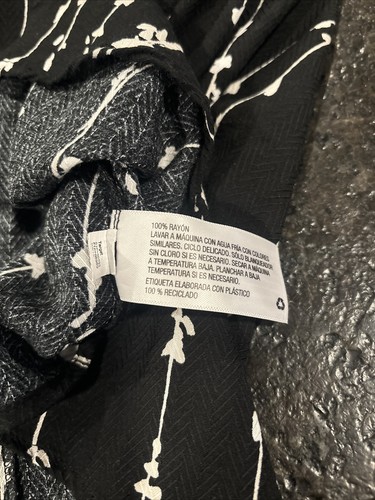 100% RAYÓN
LAVAR A MÁQUINA CON AGUA FRÍA CON COLORES
SIMILARES. CICLO DELICADO. SOLO BLANQUEADOR
SIN CLORO SI ES NECESARIO. SECAR A MÁQUINA
A TEMPERATURA BAJA. PLANCHAR A BAJA
TEMPERATURA SI ES NECESARIO.
ETIQUETA ELABORADA CON PLÁSTICO
100 % RECICLADO